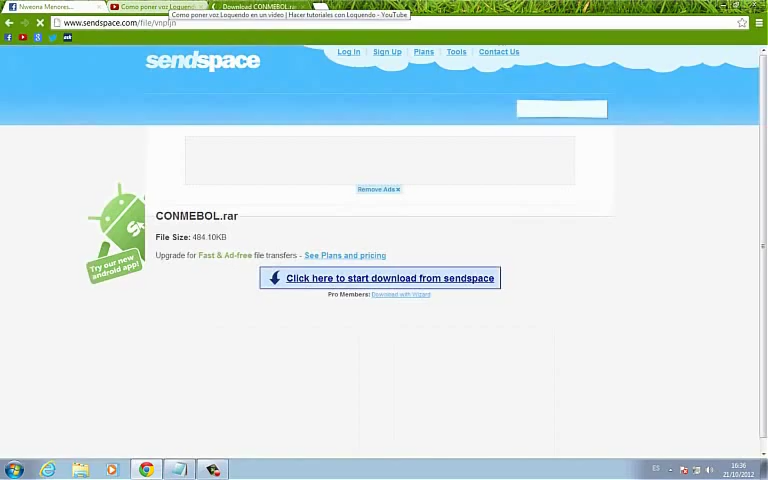 Nweona Menores...
Como poner voz Loquendo
Download CONMEBOL.rar
Como poner voz Loquendo en un video | Hacer tutoriales con Loquendo - YouTube
www.sendspace.com/file/vnpljn
sendspace
Log In
Sign Up
Plans
Tools
Contact Us
Remove Ads
Try our new
android app!
CONMEBOL.rar
File Size: 484.10KB
Upgrade for Fast & Ad-free file transfers - See Plans and pricing
Click here to start download from sendspace
Pro Members: Download with Wizard
ES
16:36
21/10/2012